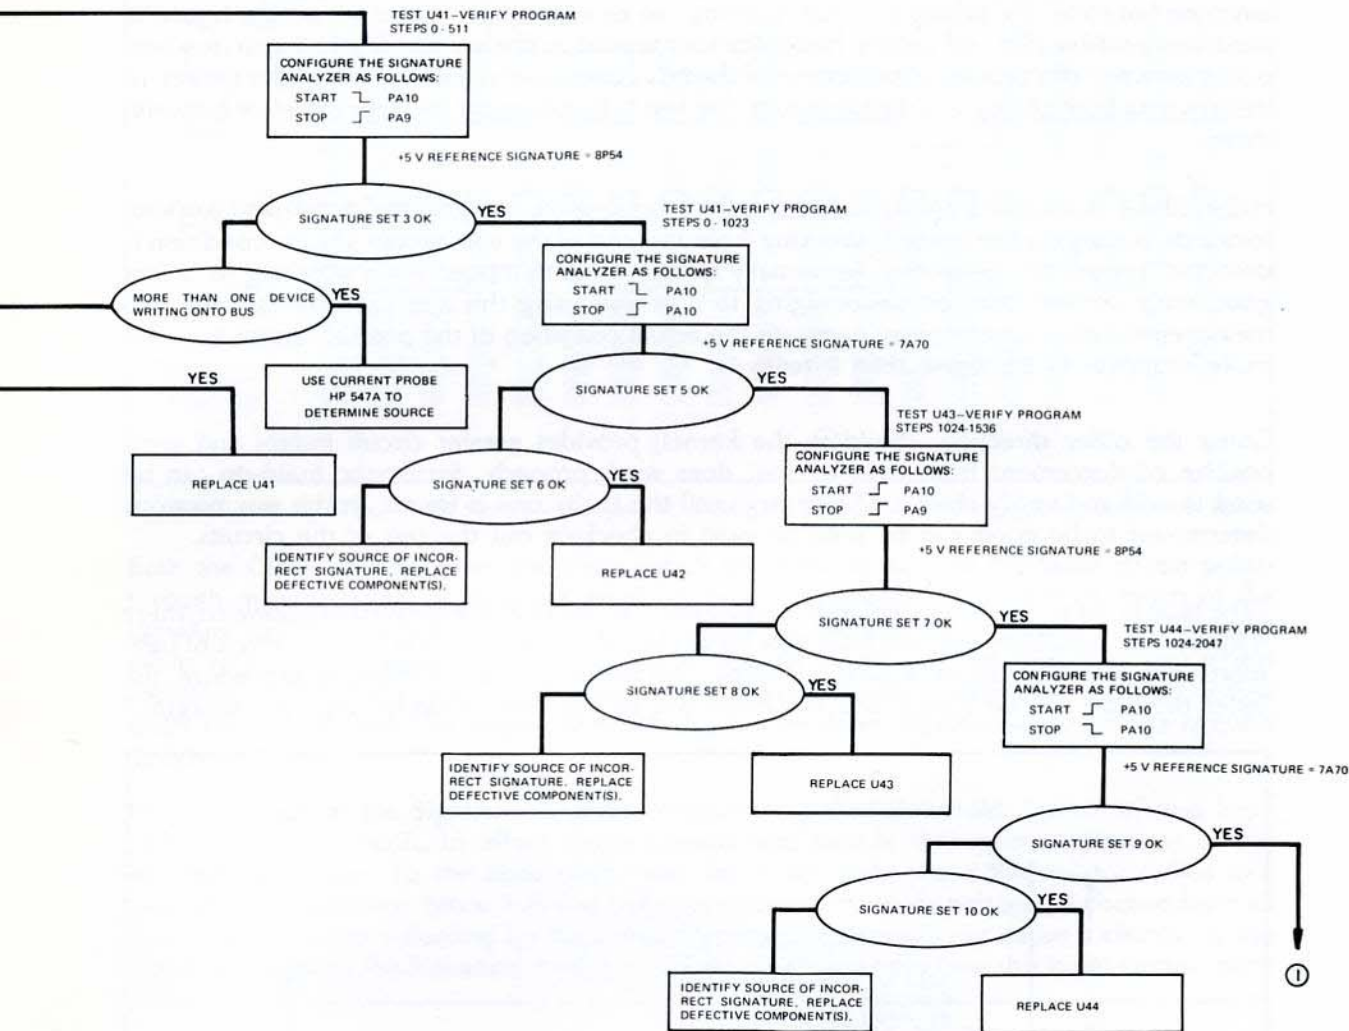 TEST U41–VERIFY PROGRAM
STEPS 0 - 511
CONFIGURE THE SIGNATURE
ANALYZER AS FOLLOWS:
START PA10
STOP PA9
+5 V REFERENCE SIGNATURE = 8P54
SIGNATURE SET 3 OK
YES
TEST U41–VERIFY PROGRAM
STEPS 0 - 1023
CONFIGURE THE SIGNATURE
ANALYZER AS FOLLOWS:
START PA10
STOP PA10
MORE THAN ONE DEVICE
WRITING ONTO BUS
YES
+5 V REFERENCE SIGNATURE = 7A70
YES
USE CURRENT PROBE
HP 547A TO
DETERMINE SOURCE
SIGNATURE SET 5 OK
YES
TEST U43–VERIFY PROGRAM
STEPS 1024-1536
CONFIGURE THE SIGNATURE
ANALYZER AS FOLLOWS:
START PA10
STOP PA9
REPLACE U41
SIGNATURE SET 6 OK
YES
+5 V REFERENCE SIGNATURE = 8P54
IDENTIFY SOURCE OF INCOR-
RECT SIGNATURE, REPLACE
DEFECTIVE COMPONENT(S).
REPLACE U42
SIGNATURE SET 7 OK
YES
TEST U44–VERIFY PROGRAM
STEPS 1024-2047
CONFIGURE THE SIGNATURE
ANALYZER AS FOLLOWS:
START PA10
STOP PA10
SIGNATURE SET 8 OK
YES
+5 V REFERENCE SIGNATURE = 7A70
IDENTIFY SOURCE OF INCOR-
RECT SIGNATURE, REPLACE
DEFECTIVE COMPONENT(S).
REPLACE U43
SIGNATURE SET 9 OK
YES
SIGNATURE SET 10 OK
YES
IDENTIFY SOURCE OF INCOR-
RECT SIGNATURE, REPLACE
DEFECTIVE COMPONENT(S).
REPLACE U44
1